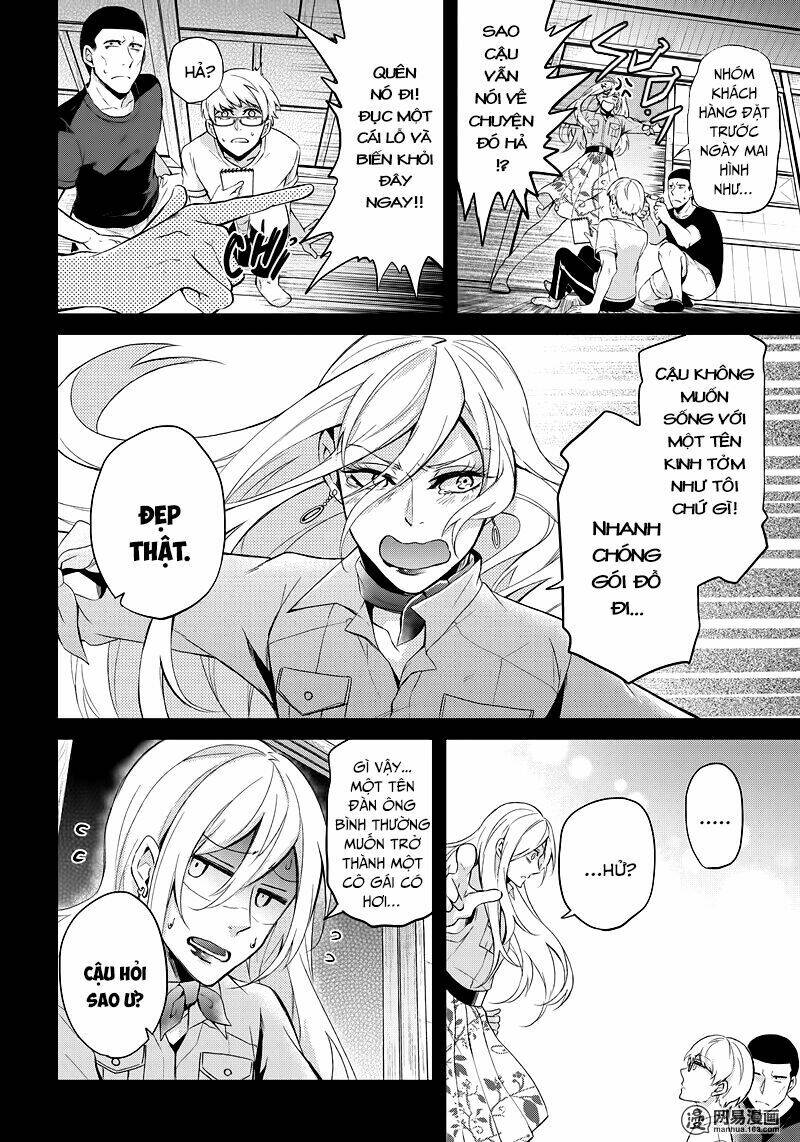 NHÓM
KHÁCH
HÀNG ĐẶT
TRƯỚC
NGÀY MAI
HÌNH
NHƯ...
SAO
CẬU
VẪN
NÓI VỀ
CHUYỆN
ĐÓ HẢ
!?
QUÊN
NÓ ĐI!
ĐỤC MỘT
CÁI LỖ VÀ
BIẾN KHỎI
ĐÂY
NGAY!!
HẢ?
CHỈ
CẬU KHÔNG
MUỐN
SỐNG VỚI
MỘT TÊN
KINH TỞM
NHƯ TÔI
CHỨ GÌ!
NHANH
CHÓNG
GÓI ĐỒ
ĐI...
ĐẸP
THẬT.
.....
...HỬ?
GÌ VẬY...
MỘT TÊN
ĐÀN ÔNG
BÌNH THƯỜNG
MUỐN TRỞ
THÀNH MỘT
CÔ GÁI CÓ
HƠI...
CẬU HỎI
SAO Ư?
漫 网易漫画
manhua.163.com